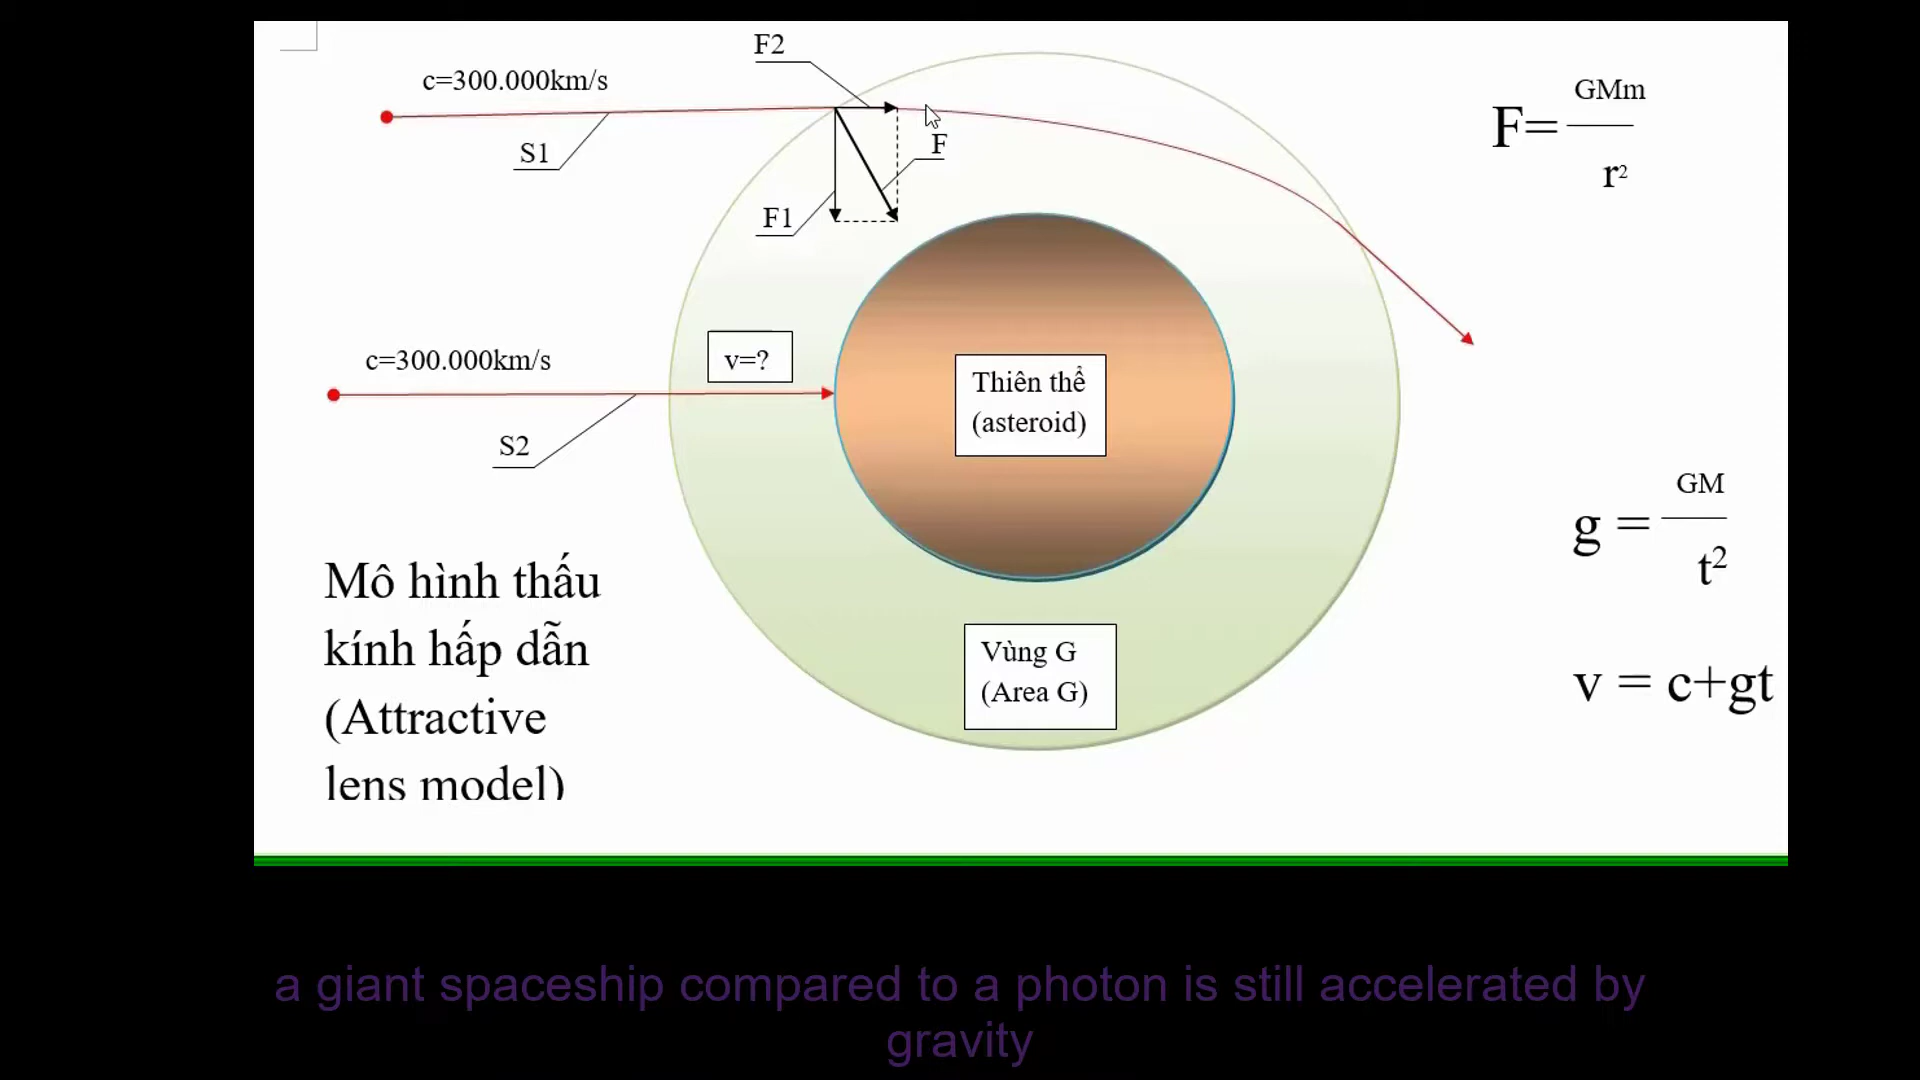 F2
c=300.000km/s
GMm
F=
r²
S1
F
F1
c=300.000km/s
v=?
Thiên thể
(asteroid)
S2
GM
g =
t²
Mô hình thấu
kính hấp dẫn
(Attractive
lens model)
Vùng G
(Area G)
v = c+gt
a giant spaceship compared to a photon is still accelerated by
gravity